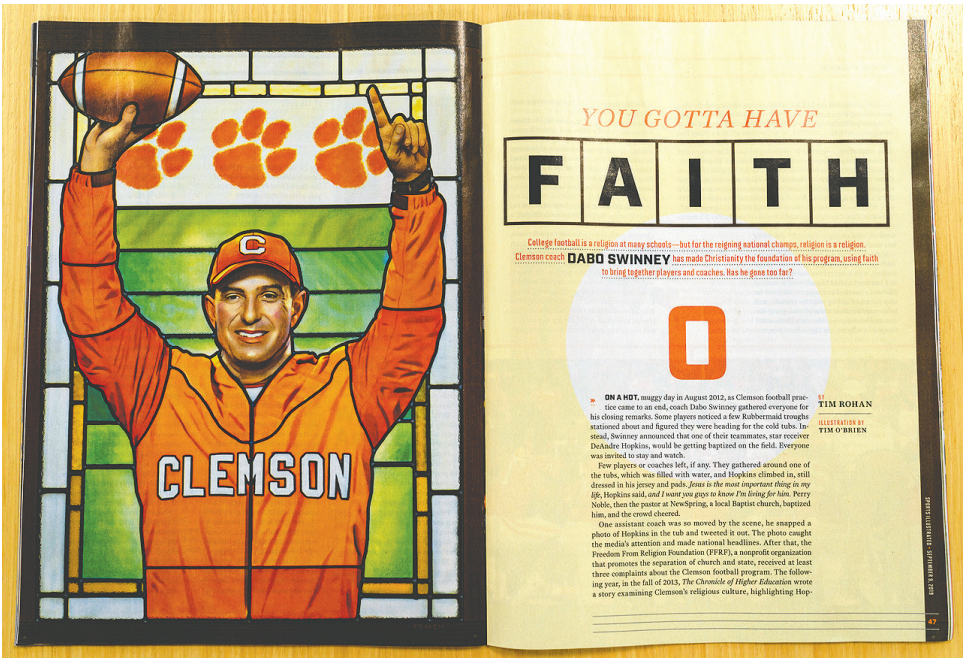 C
CLEMSON
YOU GOTTA HAVE
FAITH
College football is a religion at many schools—but for the reigning national champs, religion is a religion.
Clemson coach DABO SWINNEY has made Christianity the foundation of his program, using faith
to bring together players and coaches. Has he gone too far?
O
» ON A HOT, muggy day in August 2012, as Clemson football prac-
tice came to an end, coach Dabo Swinney gathered everyone for
his closing remarks. Some players noticed a few Rubbermaid troughs
stationed about and figured they were heading for the cold tubs. In-
stead, Swinney announced that one of their teammates, star receiver
DeAndre Hopkins, would be getting baptized on the field. Everyone
was invited to stay and watch.
Few players or coaches left, if any. They gathered around one of
the tubs, which was filled with water, and Hopkins climbed in, still
dressed in his jersey and pads. Jesus is the most important thing in my
life, Hopkins said, and I want you guys to know I'm living for him. Perry
Noble, then the pastor at NewSpring, a local Baptist church, baptized
him, and the crowd cheered.
One assistant coach was so moved by the scene, he snapped a
photo of Hopkins in the tub and tweeted it out. The photo caught
the media's attention and made national headlines. After that, the
Freedom From Religion Foundation (FFRF), a nonprofit organization
that promotes the separation of church and state, received at least
three complaints about the Clemson football program. The follow-
ing year, in the fall of 2013, The Chronicle of Higher Education wrote
a story examining Clemson's religious culture, highlighting Hop-
BY
TIM ROHAN
ILLUSTRATION BY
TIM O'BRIEN
SPORTS ILLUSTRATED • SEPTEMBER 9, 2019
47